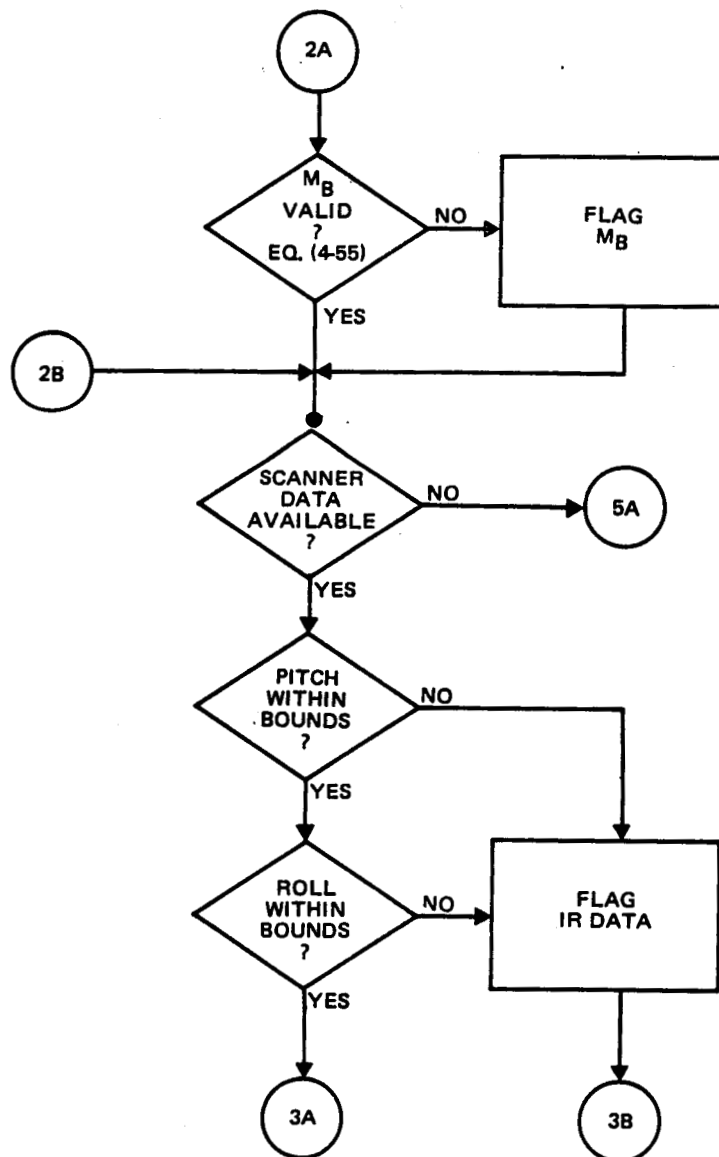 2A
M_B
VALID
?
EQ. (4-55)
NO
FLAG
M_B
YES
2B
SCANNER
DATA
AVAILABLE
?
NO
5A
YES
PITCH
WITHIN
BOUNDS
?
NO
YES
ROLL
WITHIN
BOUNDS
?
NO
FLAG
IR DATA
YES
3A
3B